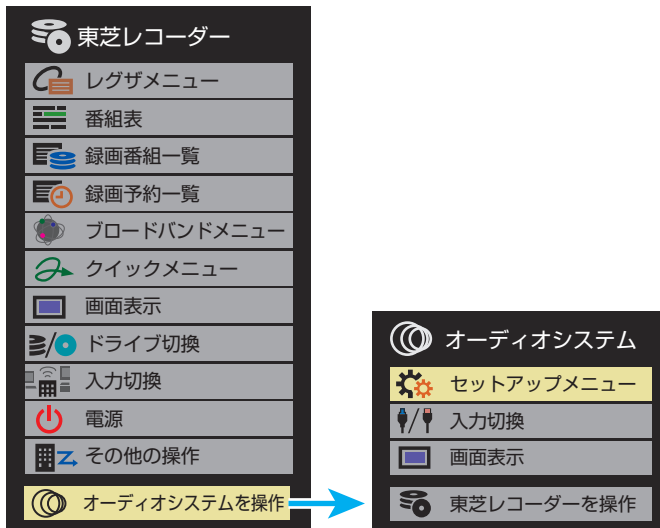 東芝レコーダー
レグザメニュー
番組表
録画番組一覧
録画予約一覧
ブロードバンドメニュー
クイックメニュー
画面表示
ドライブ切換
入力切換
電源
その他の操作
オーディオシステムを操作
オーディオシステム
セットアップメニュー
入力切換
画面表示
東芝レコーダーを操作